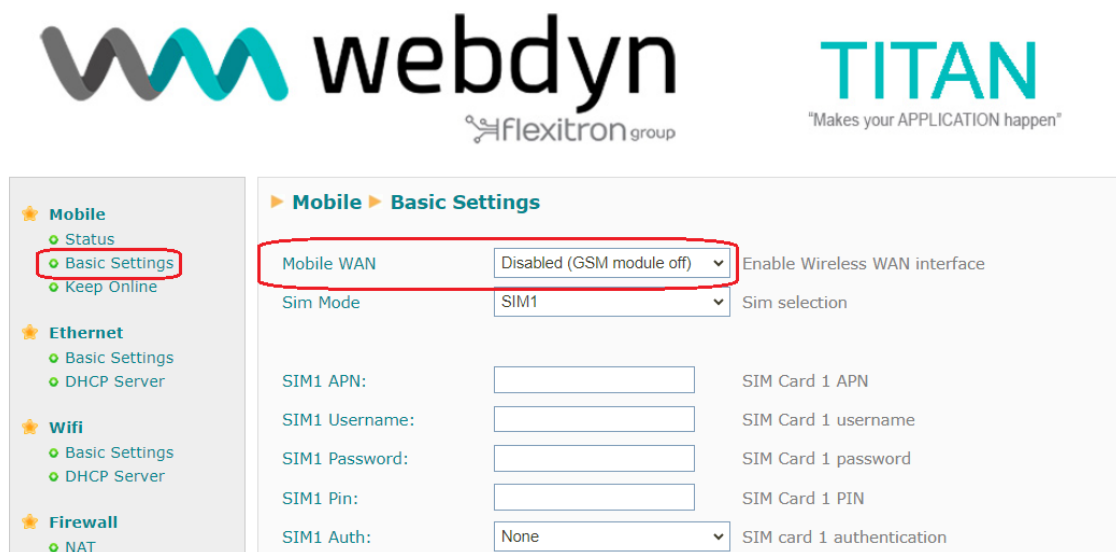 webdyn
flexitron group
TITAN
"Makes your APPLICATION happen"
Mobile
Status
Basic Settings
Keep Online
Ethernet
Basic Settings
DHCP Server
Wifi
Basic Settings
DHCP Server
Firewall
NAT
Mobile Basic Settings
Mobile WAN Disabled (GSM module off) Enable Wireless WAN interface
Sim Mode SIM1 Sim selection
SIM1 APN: SIM Card 1 APN
SIM1 Username: SIM Card 1 username
SIM1 Password: SIM Card 1 password
SIM1 Pin: SIM Card 1 PIN
SIM1 Auth: None SIM card 1 authentication